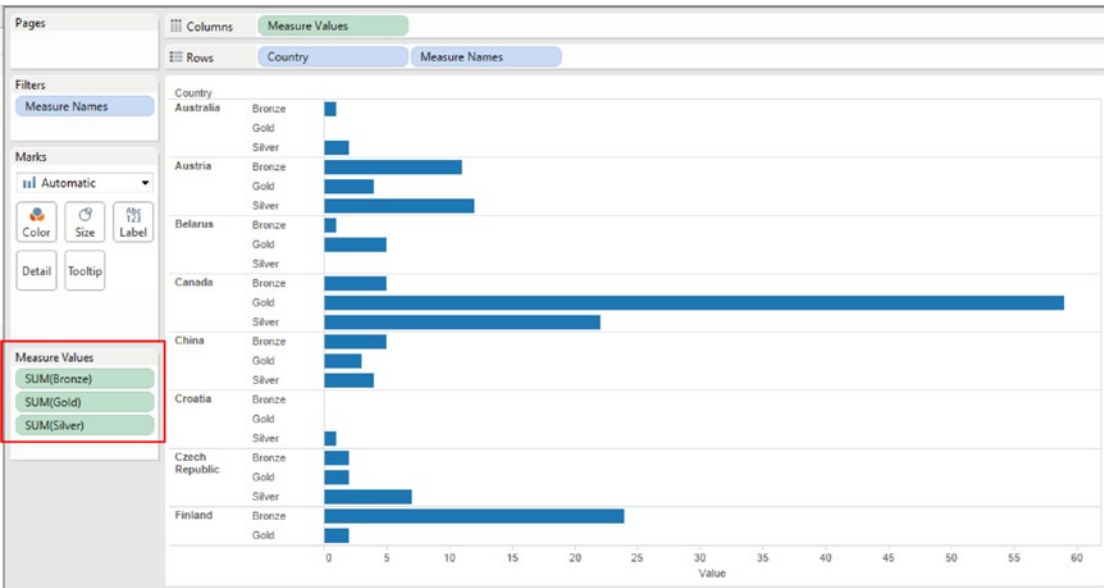 Pages
Columns
Measure Values
Rows
Country
Measure Names
Filters
Measure Names
Marks
Automatic
Color
Size
Abc
123
Label
Detail
Tooltip
Measure Values
SUM(Bronze)
SUM(Gold)
SUM(Silver)
Country
Australia Bronze
Gold
Silver
Austria Bronze
Gold
Silver
Belarus Bronze
Gold
Silver
Canada Bronze
Gold
Silver
China Bronze
Gold
Silver
Croatia Bronze
Gold
Silver
Czech Bronze
Republic Gold
Silver
Finland Bronze
Gold
0 5 10 15 20 25 30 35 40 45 50 55 60
Value